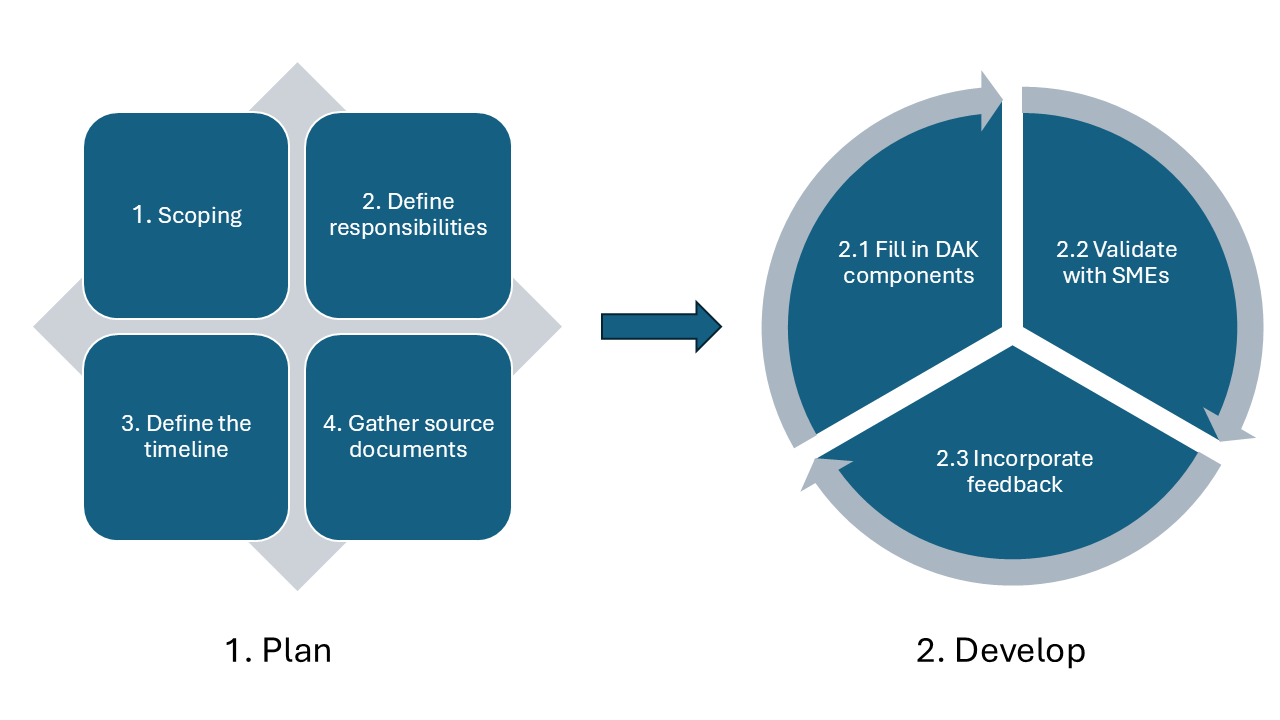 1. Scoping
2. Define
responsibilities
3. Define the
timeline
4. Gather source
documents
1. Plan
2.1 Fill in DAK
components
2.2 Validate
with SMEs
2.3 Incorporate
feedback
2. Develop